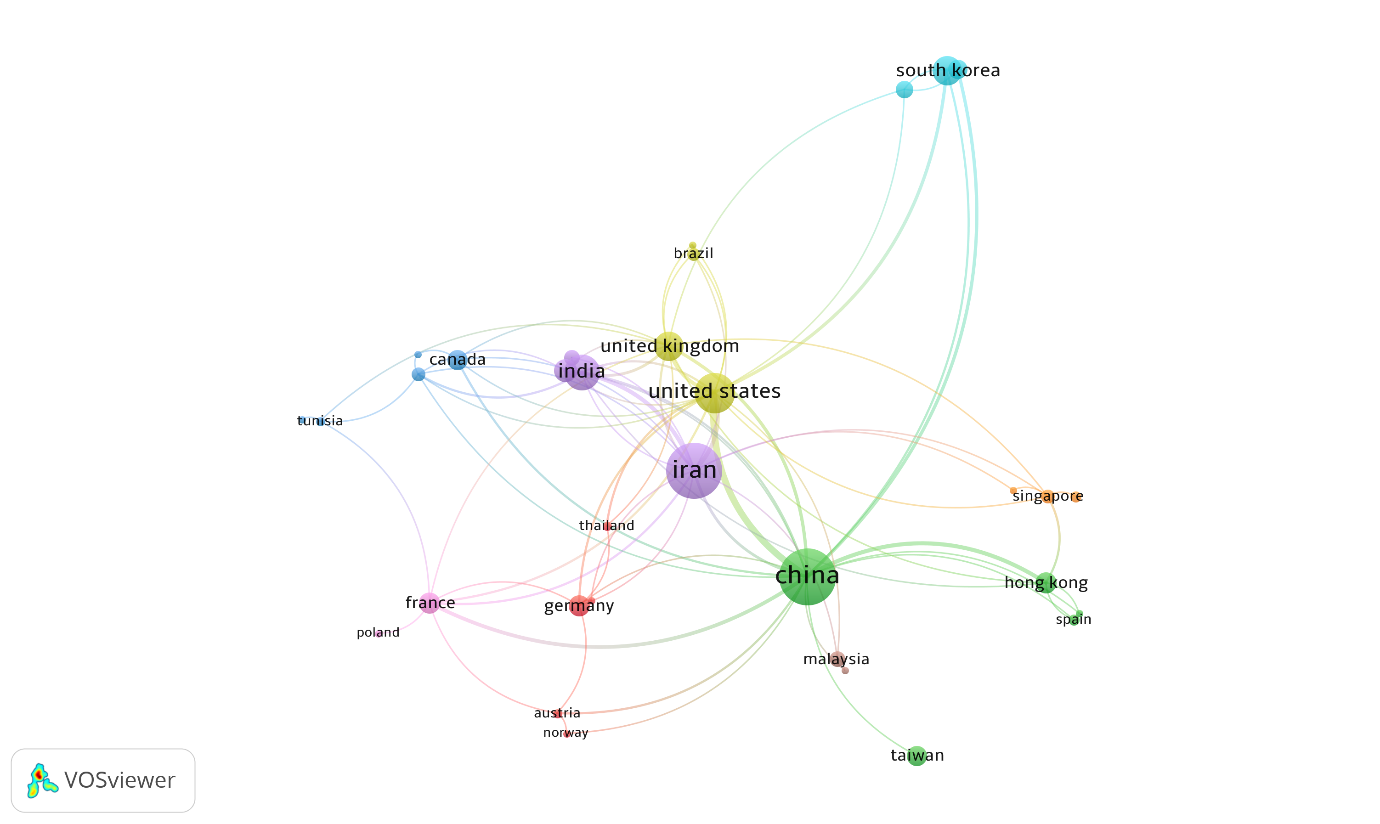 south korea
brazil
united kingdom
canada
india
united states
tunisia
iran
singapore
thailand
china
hong kong
france
germany
spain
poland
malaysia
austria
norway
taiwan
VOSviewer